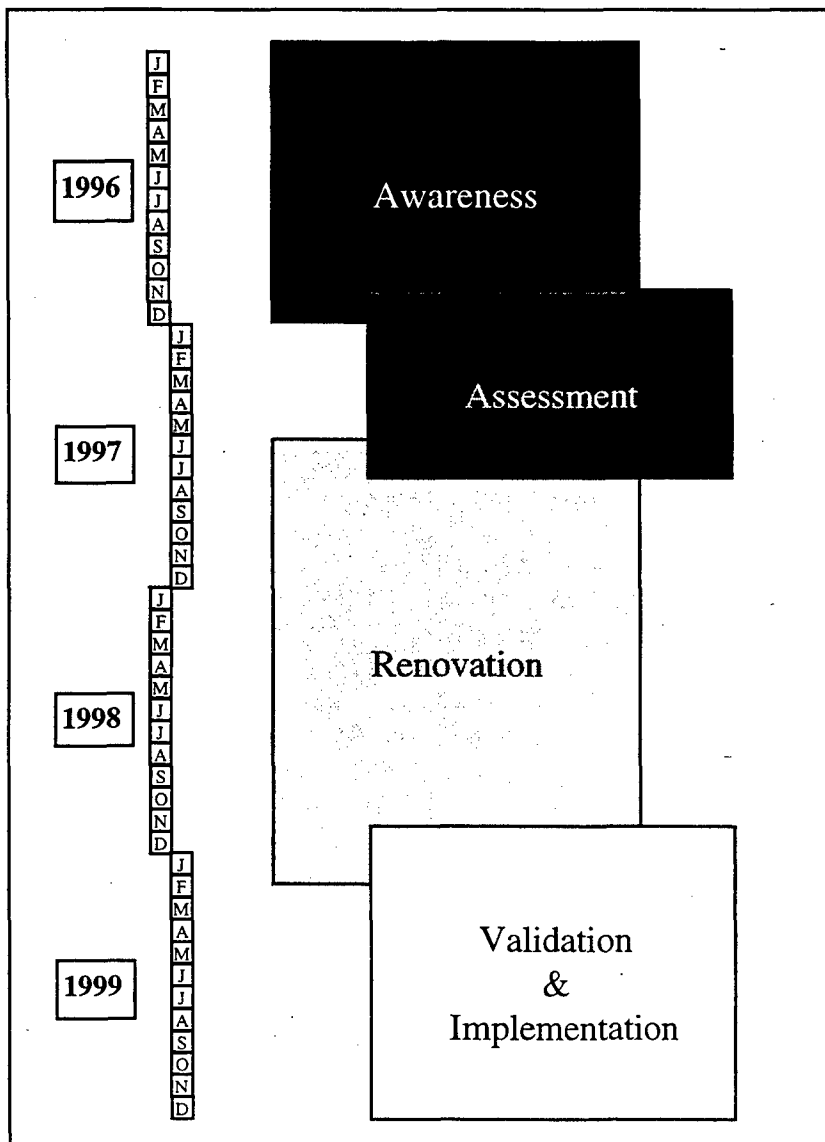 J
F
M
A
M
J
J
A
S
O
N
D
1996
Awareness
J
F
M
A
M
J
J
A
S
O
N
D
1997
Assessment
J
F
M
A
M
J
J
A
S
O
N
D
1998
Renovation
J
F
M
A
M
J
J
A
S
O
N
D
1999
Validation
&
Implementation